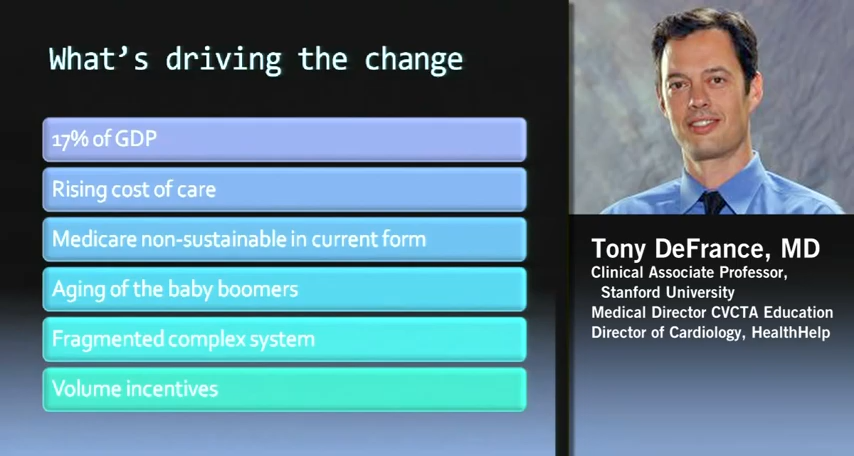 What's driving the change
17% of GDP
Rising cost of care
Medicare non-sustainable in current form
Aging of the baby boomers
Fragmented complex system
Volume incentives
Tony DeFrance, MD
Clinical Associate Professor,
Stanford University
Medical Director CVCTA Education
Director of Cardiology, HealthHelp